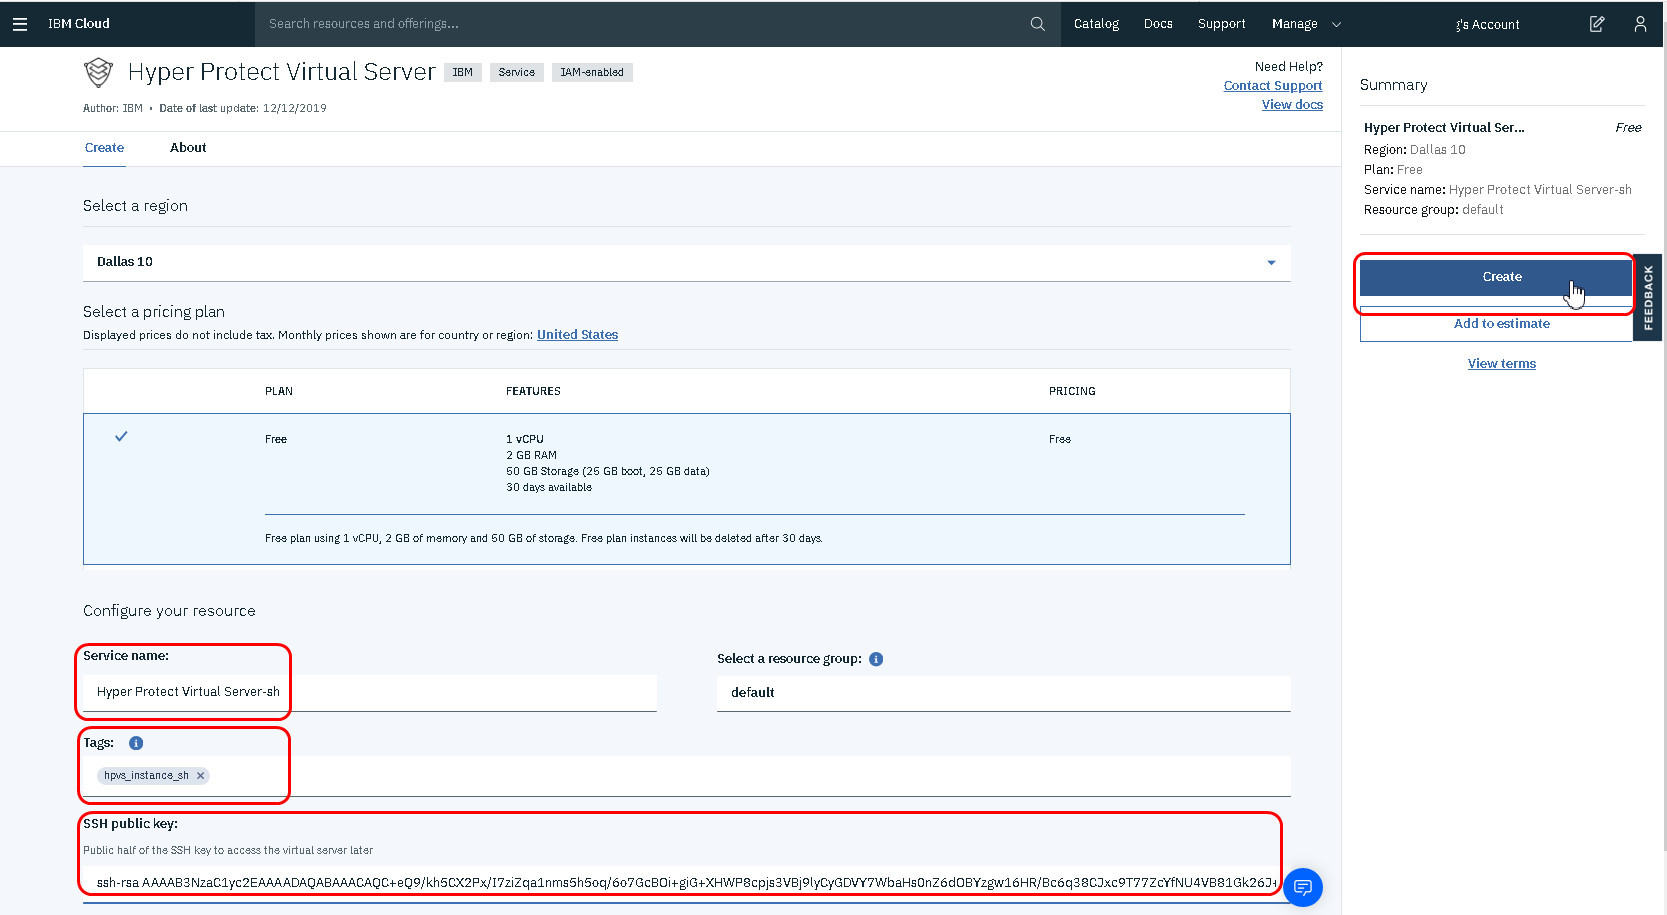 IBM Cloud
Search resources and offerings...
Catalog Docs Support Manage
's Account
Hyper Protect Virtual Server IBM Service IAM-enabled
Author: IBM • Date of last update: 12/12/2019
Need Help?
Contact Support
View docs
Create About
Select a region
Dallas 10
Select a pricing plan
Displayed prices do not include tax. Monthly prices shown are for country or region: United States
PLAN FEATURES PRICING
Free 1 vCPU Free
2 GB RAM
50 GB Storage (25 GB boot, 25 GB data)
30 days available
Free plan using 1 vCPU, 2 GB of memory and 50 GB of storage. Free plan instances will be deleted after 30 days.
Configure your resource
Service name:
Hyper Protect Virtual Server-sh
Select a resource group:
default
Tags:
hpvs_instance_sh ×
SSH public key:
Public half of the SSH key to access the virtual server later
ssh-rsa AAAAB3NzaC1yc2EAAAADAQABAAACAQC+eQ9/kh5CX2Px/I7ziZqa1nms5h5oq/6o7GcBOi+giG+XHWP8cpjs3VBj9lyCyGDVY7WbaHs0nZ6dOBYzgw16HR/Bc6q38CJxc9T77ZcYfNU4VB81Gk26J+
Summary
Hyper Protect Virtual Ser... Free
Region: Dallas 10
Plan: Free
Service name: Hyper Protect Virtual Server-sh
Resource group: default
Create
Add to estimate
View terms
FEEDBACK